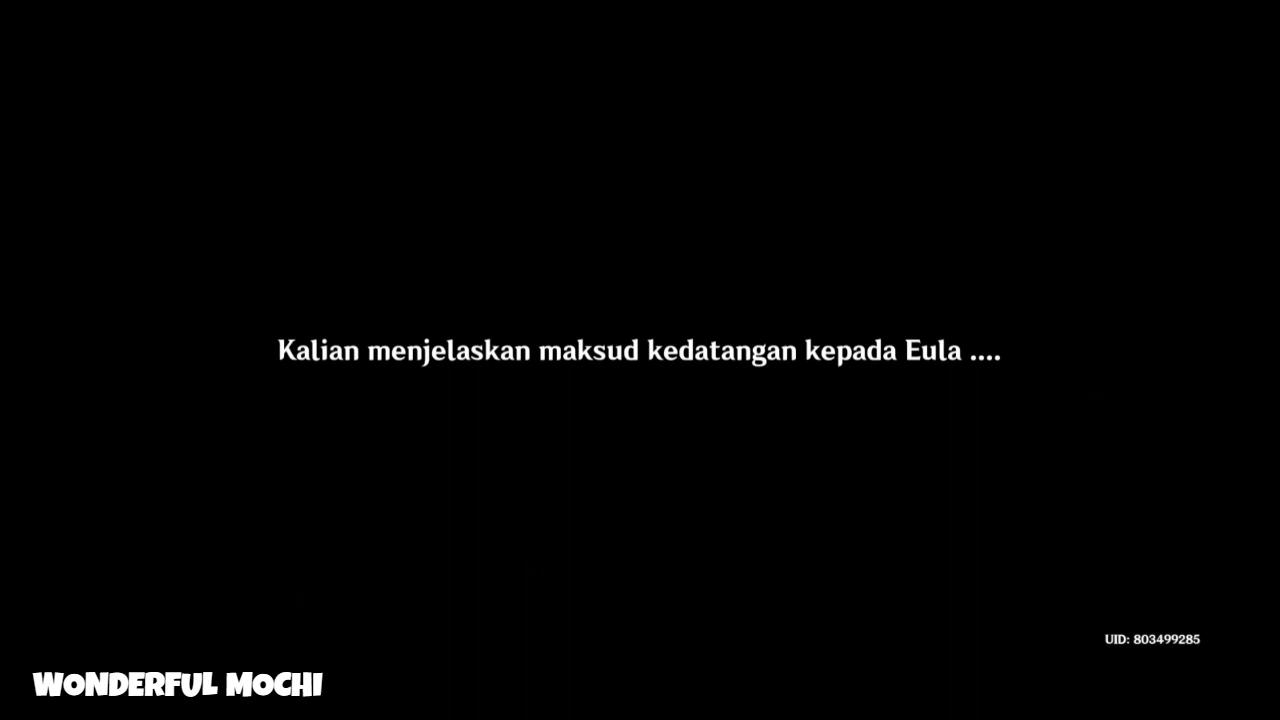 Kalian menjelaskan maksud kedatangan kepada Eula ....
UID: 803499285
WONDERFUL MOCHI